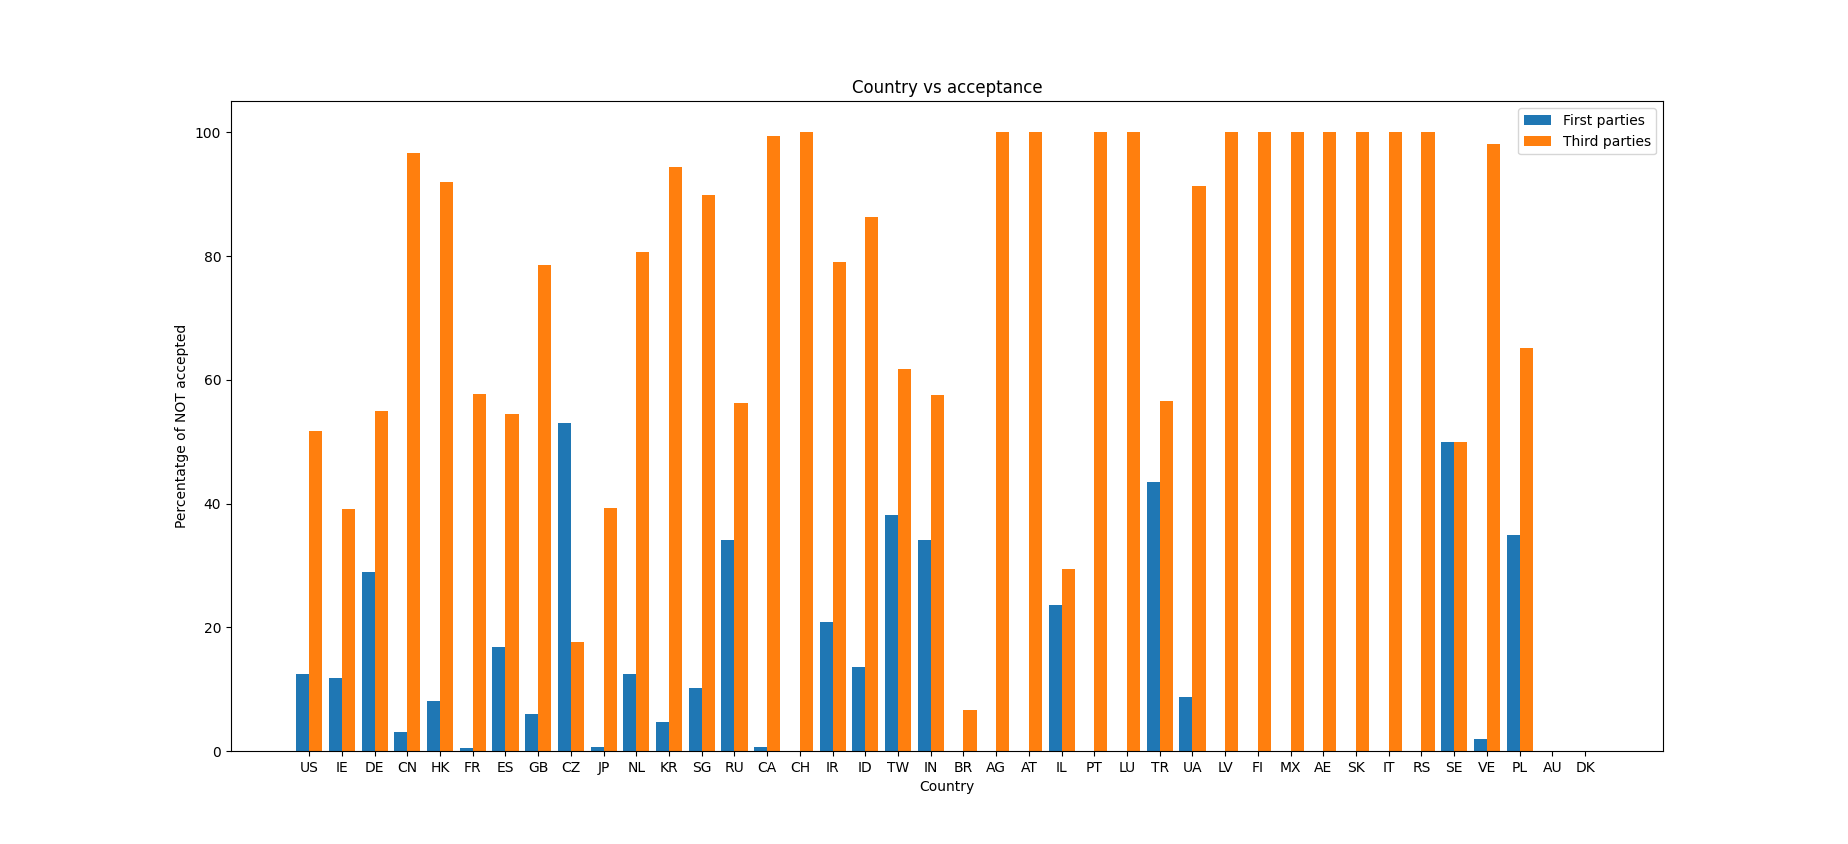 Country vs acceptance
First parties
Third parties
100
80
60
40
20
0
Percentatge of NOT accepted
US IE DE CN HK FR ES GB CZ JP NL KR SG RU CA CH IR ID TW IN BR AG AT IL PT LU TR UA LV FI MX AE SK IT RS SE VE PL AU DK
Country